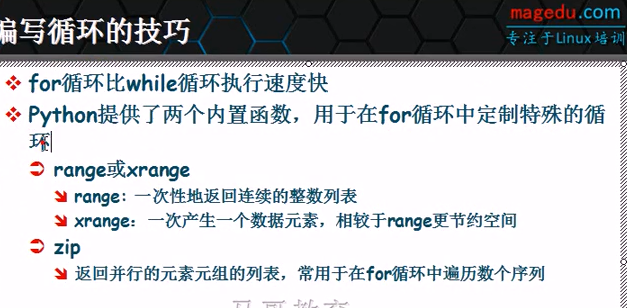 magedu.com
编写循环的技巧
专注于Linux培训
for循环比while循环执行速度快
Python提供了两个内置函数，用于在for循环中定制特殊的循
环
range或xrange
range：一次性地返回连续的整数列表
xrange：一次产生一个数据元素，相较于range更节约空间
zip
返回并行的元素元组的列表，常用于在for循环中遍历数个序列
马哥教育